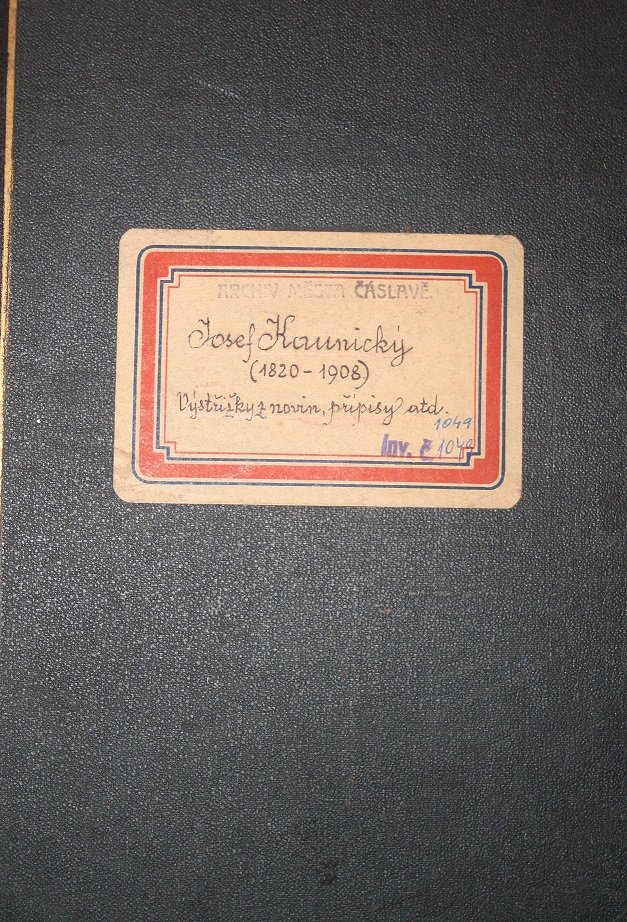 ARCHIV MĚSTA ČÁSLAVĚ.
Josef Kaunický
(1820-1908)
Výstřižky z novin, přípisy atd.
1049
Inv. č. 1049